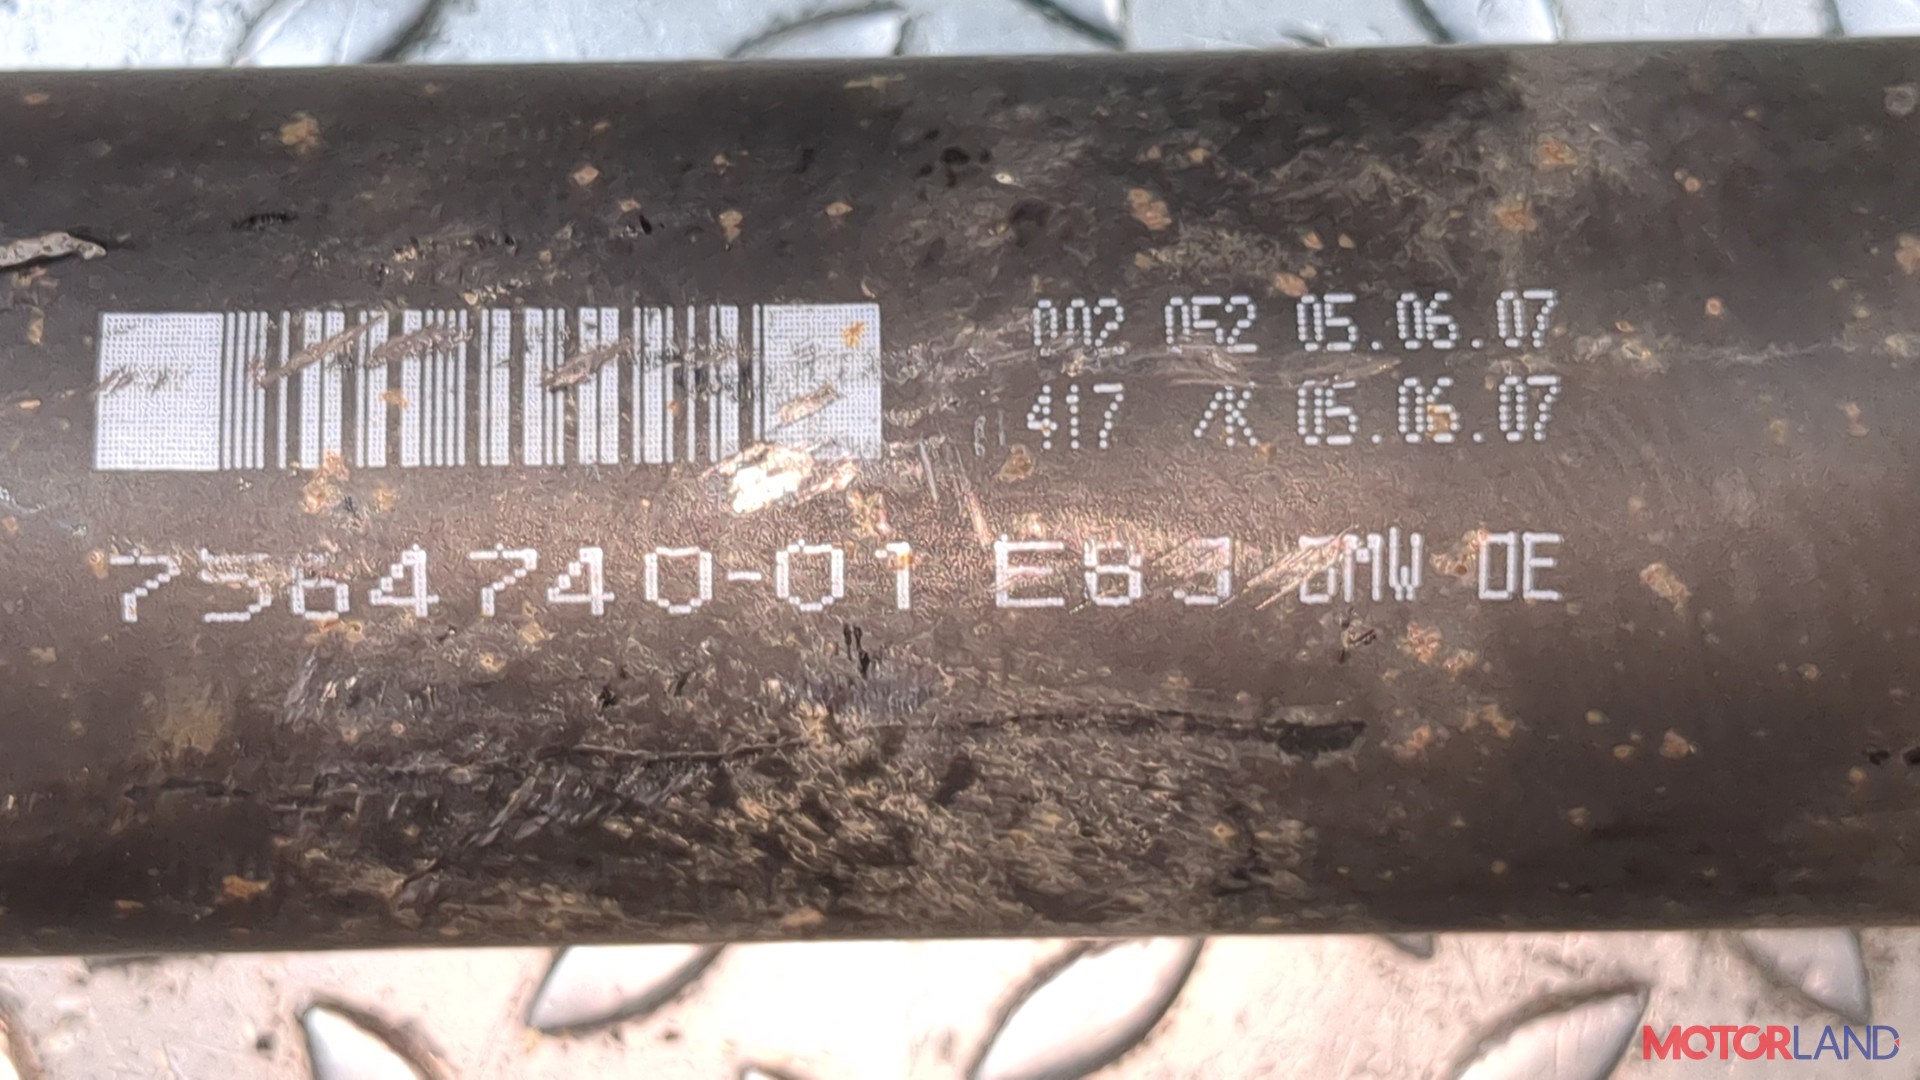 002 052 05.06.07
417 /K 05.06.07
7564740-01 E83 BMW DE
MOTORLAND